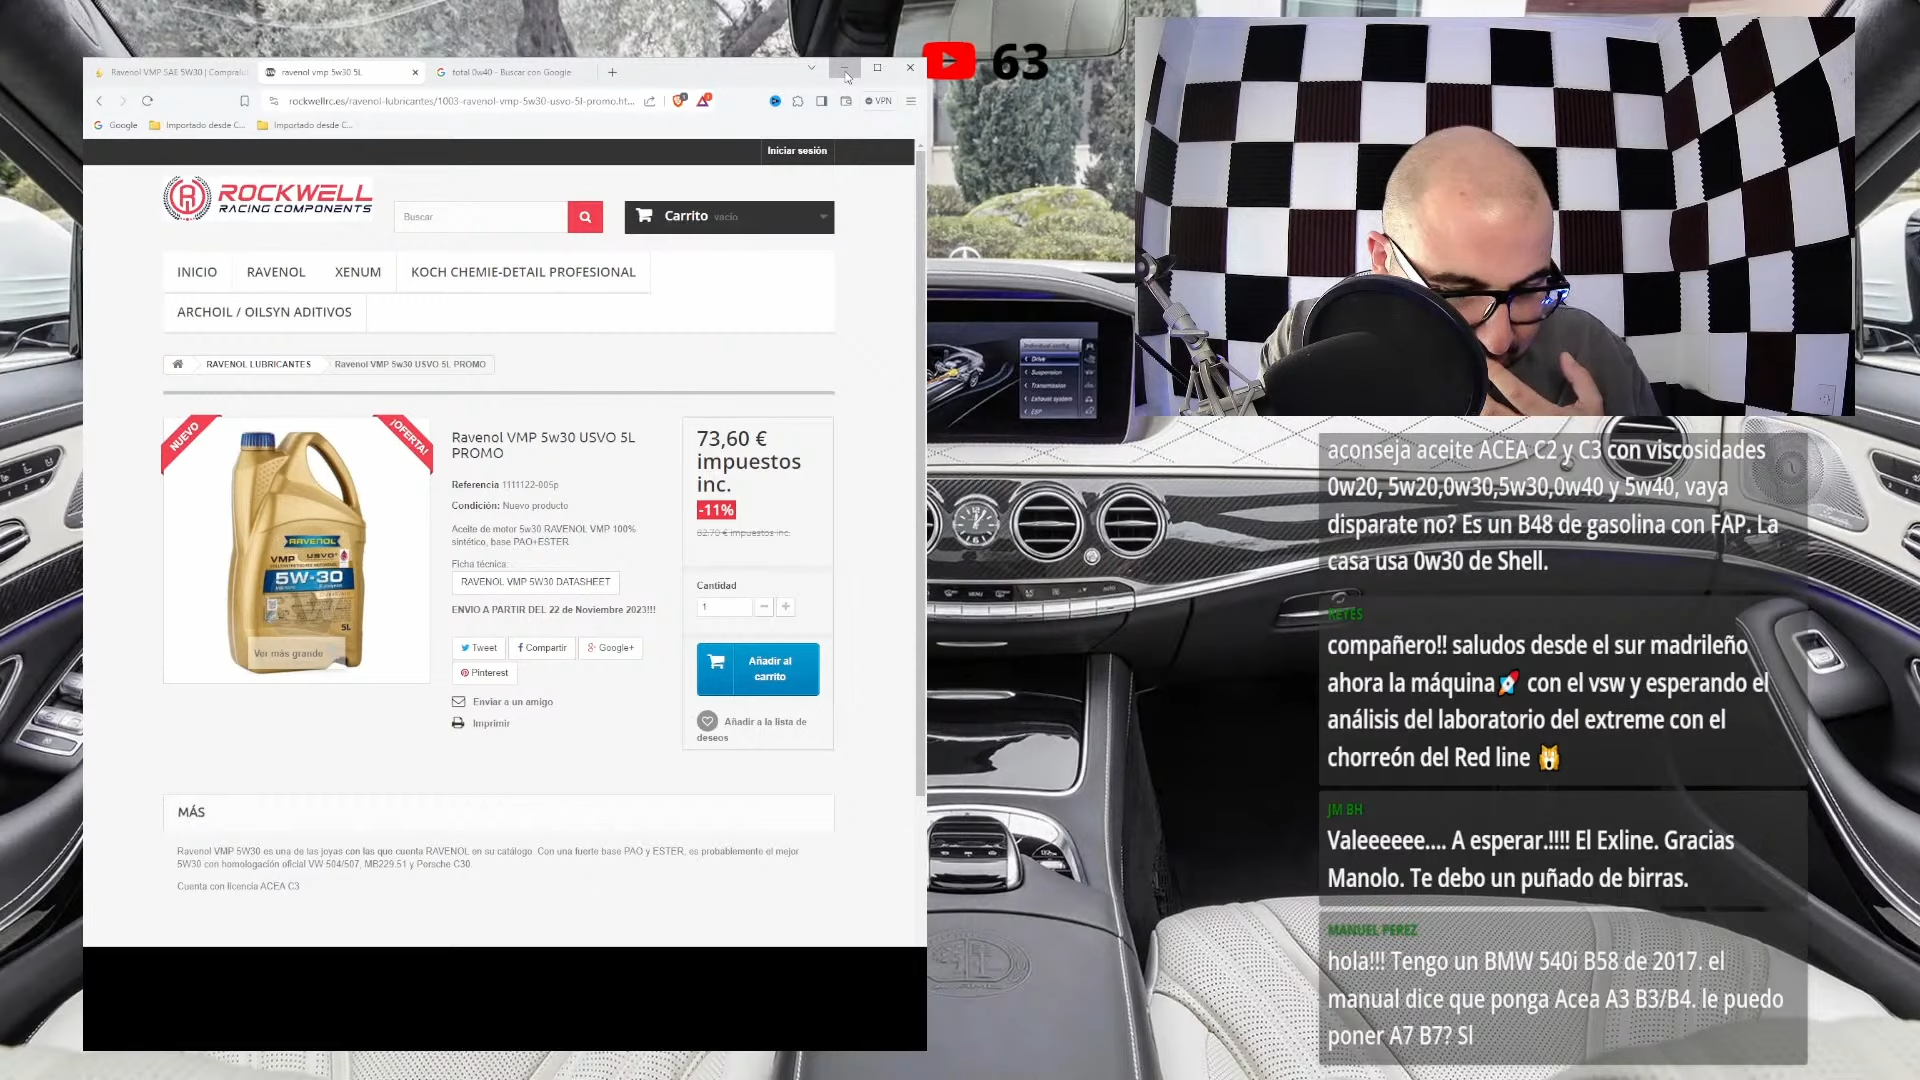 63
Ravenol VMP SAE 5W30 | Compralu
ravenol vmp 5w30 5L
total 0w40 - Buscar con Google
rockwellrc.es/ravenol-lubricantes/1003-ravenol-vmp-5w30-usvo-5l-promo.ht...
VPN
Google
Importado desde C...
Importado desde C...
Iniciar sesión
ROCKWELL
RACING COMPONENTS
Buscar
Carrito vacío
INICIO
RAVENOL
XENUM
KOCH CHEMIE-DETAIL PROFESIONAL
ARCHOIL / OILSYN ADITIVOS
RAVENOL LUBRICANTES
Ravenol VMP 5w30 USVO 5L PROMO
NUEVO
¡OFERTA!
RAVENOL
VMP USVO
5W-30
5L
Ver más grande
Ravenol VMP 5w30 USVO 5L
PROMO
Referencia 1111122-005p
Condición: Nuevo producto
Aceite de motor 5w30 RAVENOL VMP 100%
sintético, base PAO+ESTER.
Ficha técnica:
RAVENOL VMP 5W30 DATASHEET
ENVIO A PARTIR DEL 22 de Noviembre 2023!!!
Tweet
Compartir
Google+
Pinterest
Enviar a un amigo
Imprimir
73,60 €
impuestos
inc.
-11%
82,70 € impuestos inc.
Cantidad
1
Añadir al
carrito
Añadir a la lista de
deseos
MÁS
Ravenol VMP 5W30 es una de las joyas con las que cuenta RAVENOL en su catálogo. Con una fuerte base PAO y ESTER, es probablemente el mejor
5W30 con homologación oficial VW 504/507, MB229.51 y Porsche C30.
Cuenta con licencia ACEA C3
Individual config.
Drive
Suspension
Transmission
Exhaust system
ESP
aconseja aceite ACEA C2 y C3 con viscosidades
0w20, 5w20,0w30,5w30,0w40 y 5w40, vaya
disparate no? Es un B48 de gasolina con FAP. La
casa usa 0w30 de Shell.
REYES
compañero!! saludos desde el sur madrileño
ahora la máquina🚀 con el vsw y esperando el
análisis del laboratorio del extreme con el
chorreón del Red line 🙀
JM BH
Valeeeeee.... A esperar.!!!! El Exline. Gracias
Manolo. Te debo un puñado de birras.
MANUEL PEREZ
hola!!! Tengo un BMW 540i B58 de 2017. el
manual dice que ponga Acea A3 B3/B4. le puedo
poner A7 B7? Sl